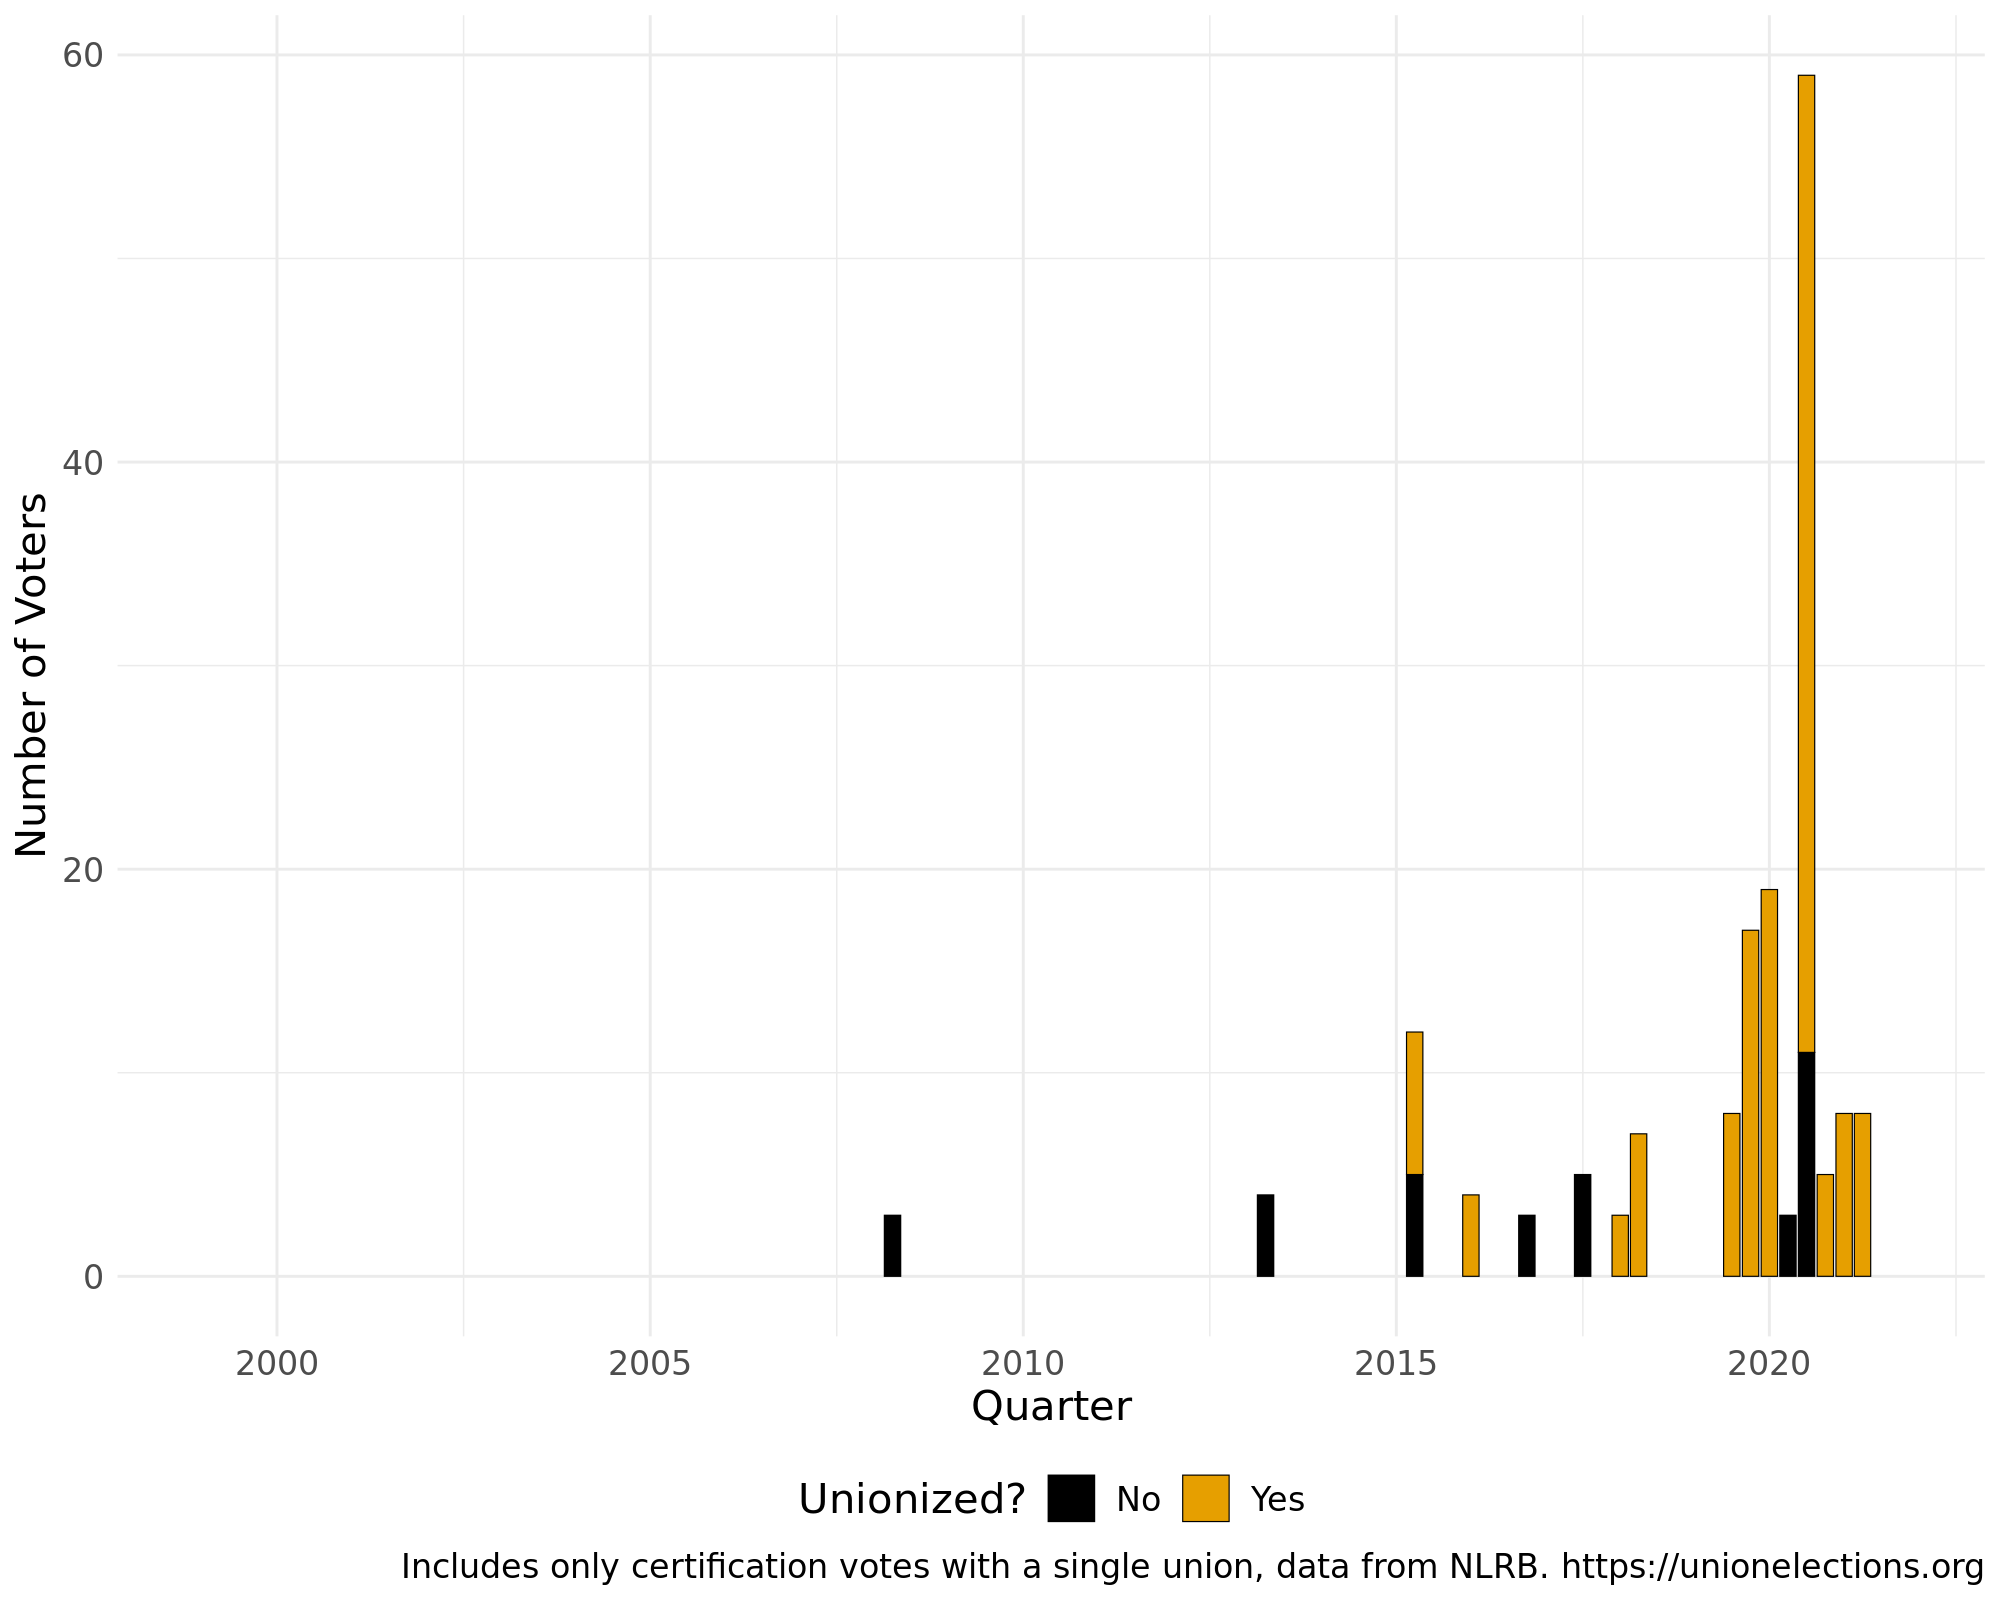 60
40
20
0
Number of Voters
2000 2005 2010 2015 2020
Quarter
Unionized? No Yes
Includes only certification votes with a single union, data from NLRB. https://unionelections.org